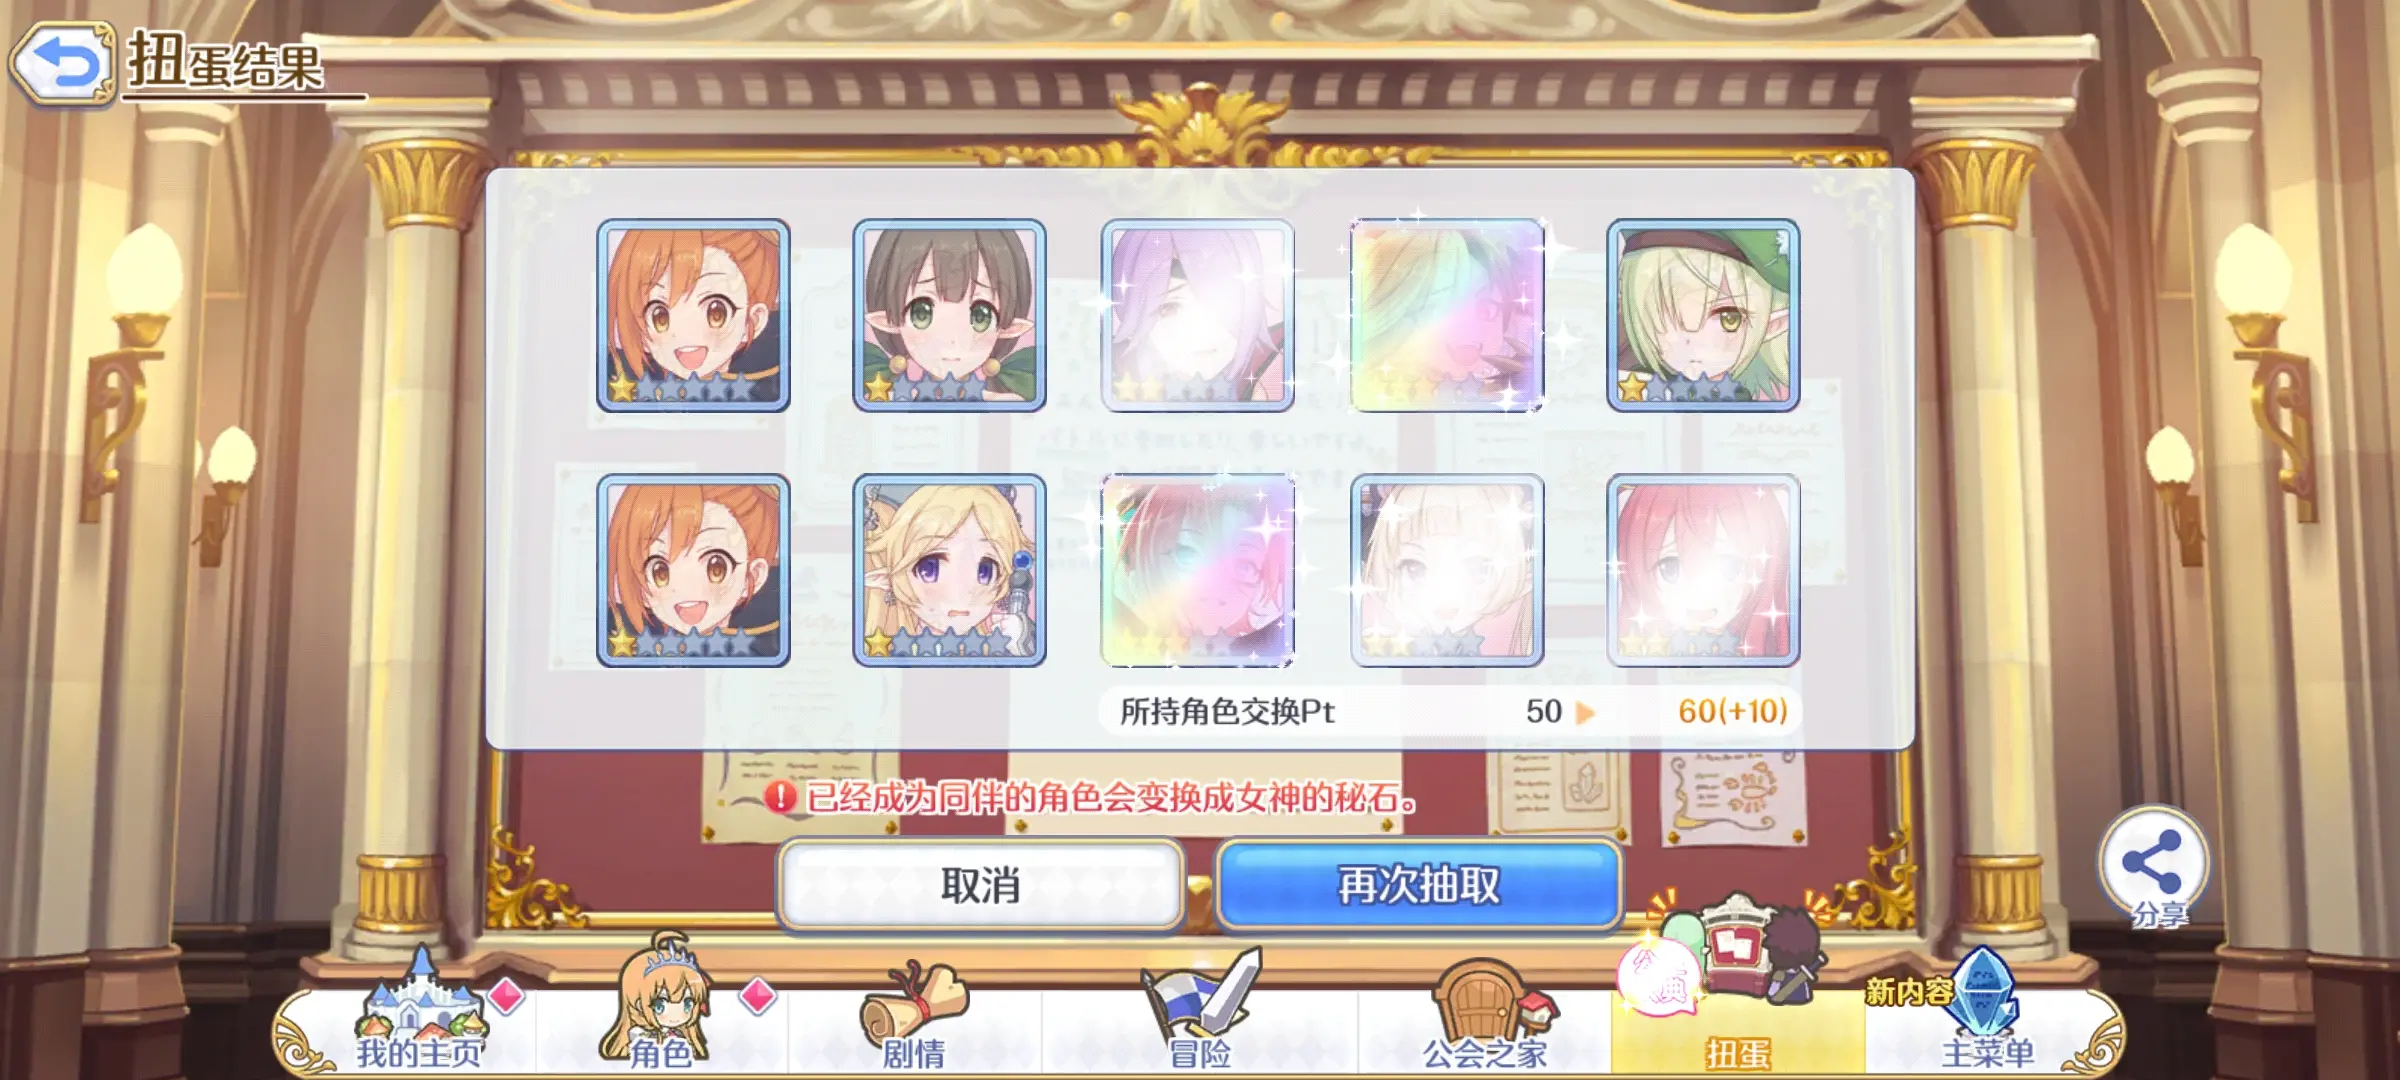 扭蛋结果
所持角色交换Pt 50 60(+10)
已经成为同伴的角色会变换成女神的秘石。
取消
再次抽取
分享
新内容
我的主页
角色
剧情
冒险
公会之家
扭蛋
主菜单